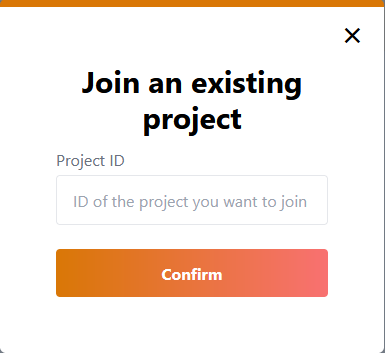 Join an existing
project
Project ID
ID of the project you want to join
Confirm